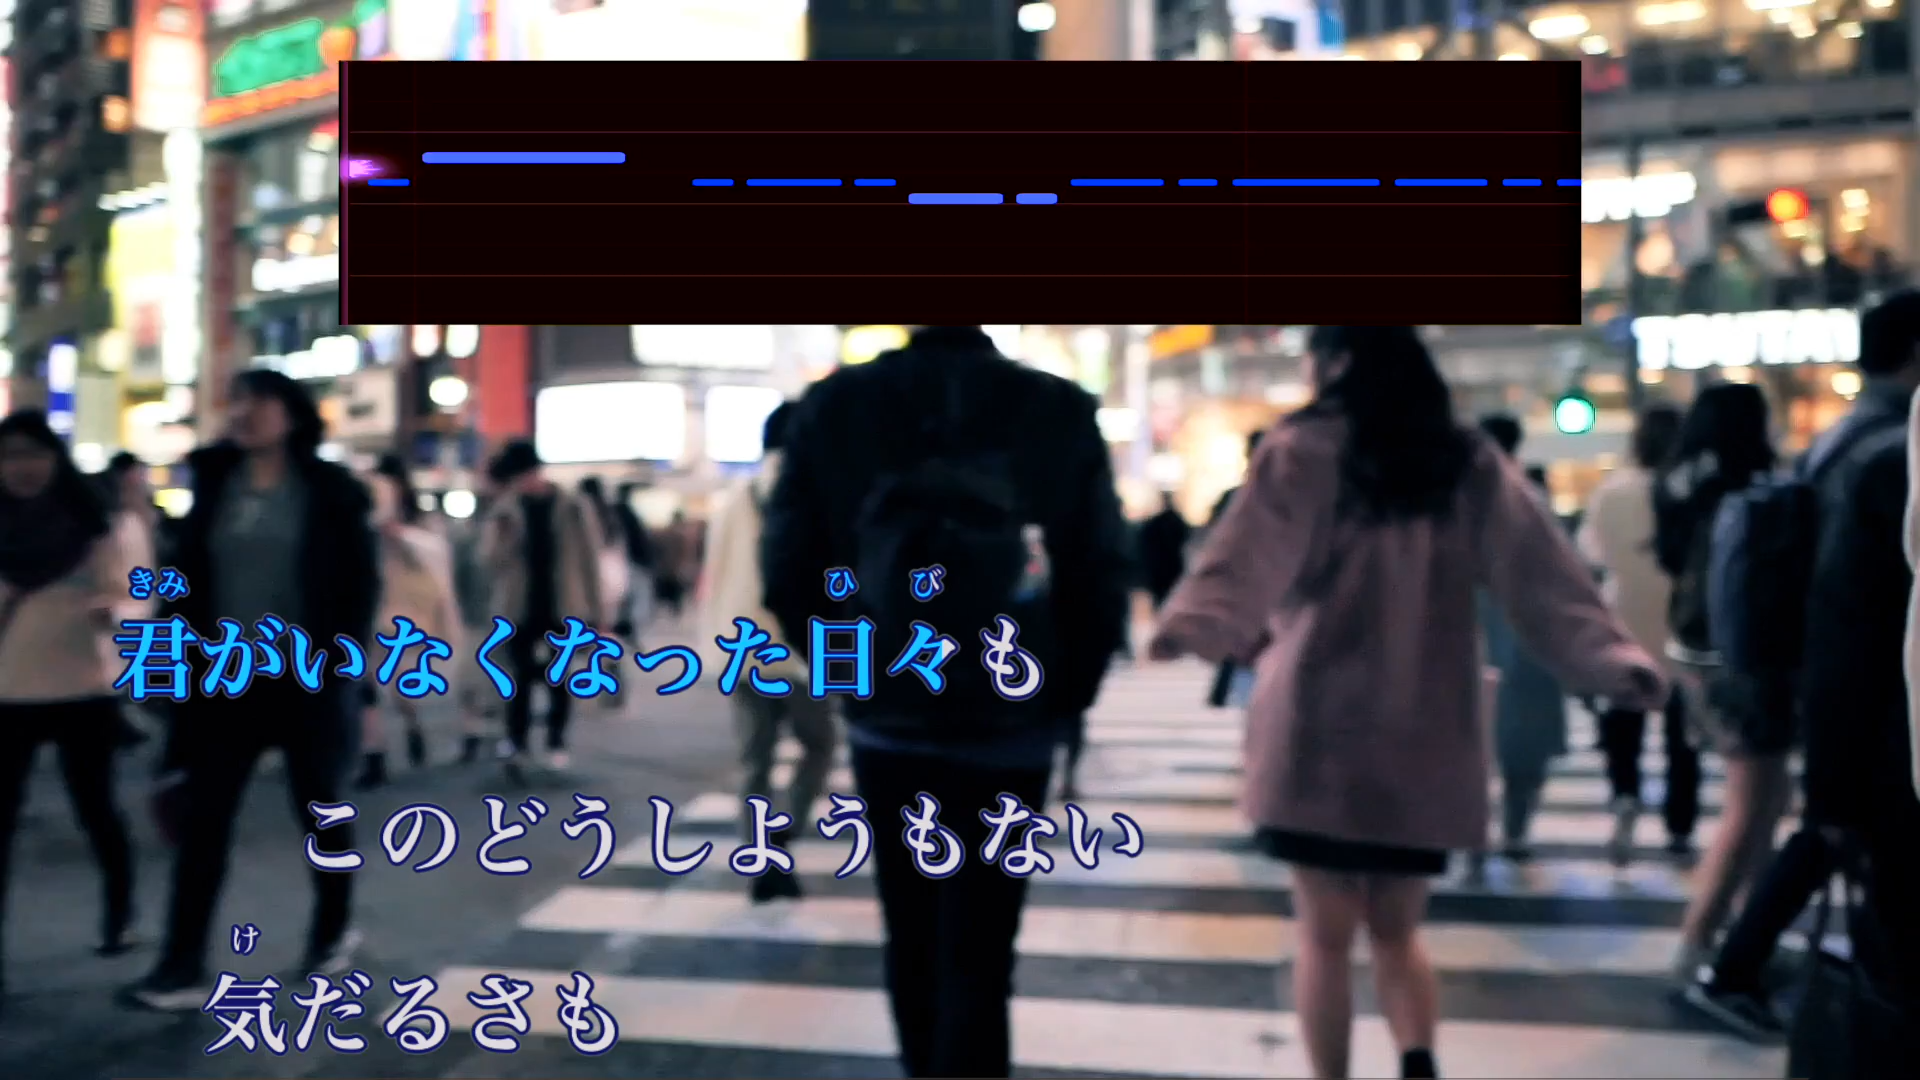 きみ ひ び
君がいなくなった日々も
このどうしようもない
け
気だるさも